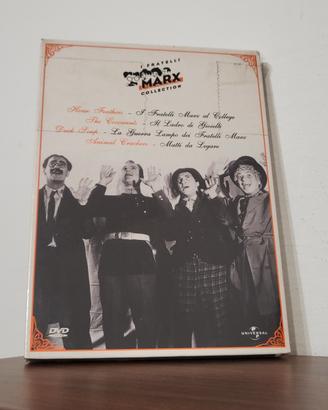 I FRATELLI
MARX
COLLECTION
Horse Feathers - I Fratelli Marx al College
The Cocoanuts - Il Ladro di Gioielli
Duck Soup - La Guerra Lampo dei Fratelli Marx
Animal Crackers - Matti da Legare
DVD
UNIVERSAL